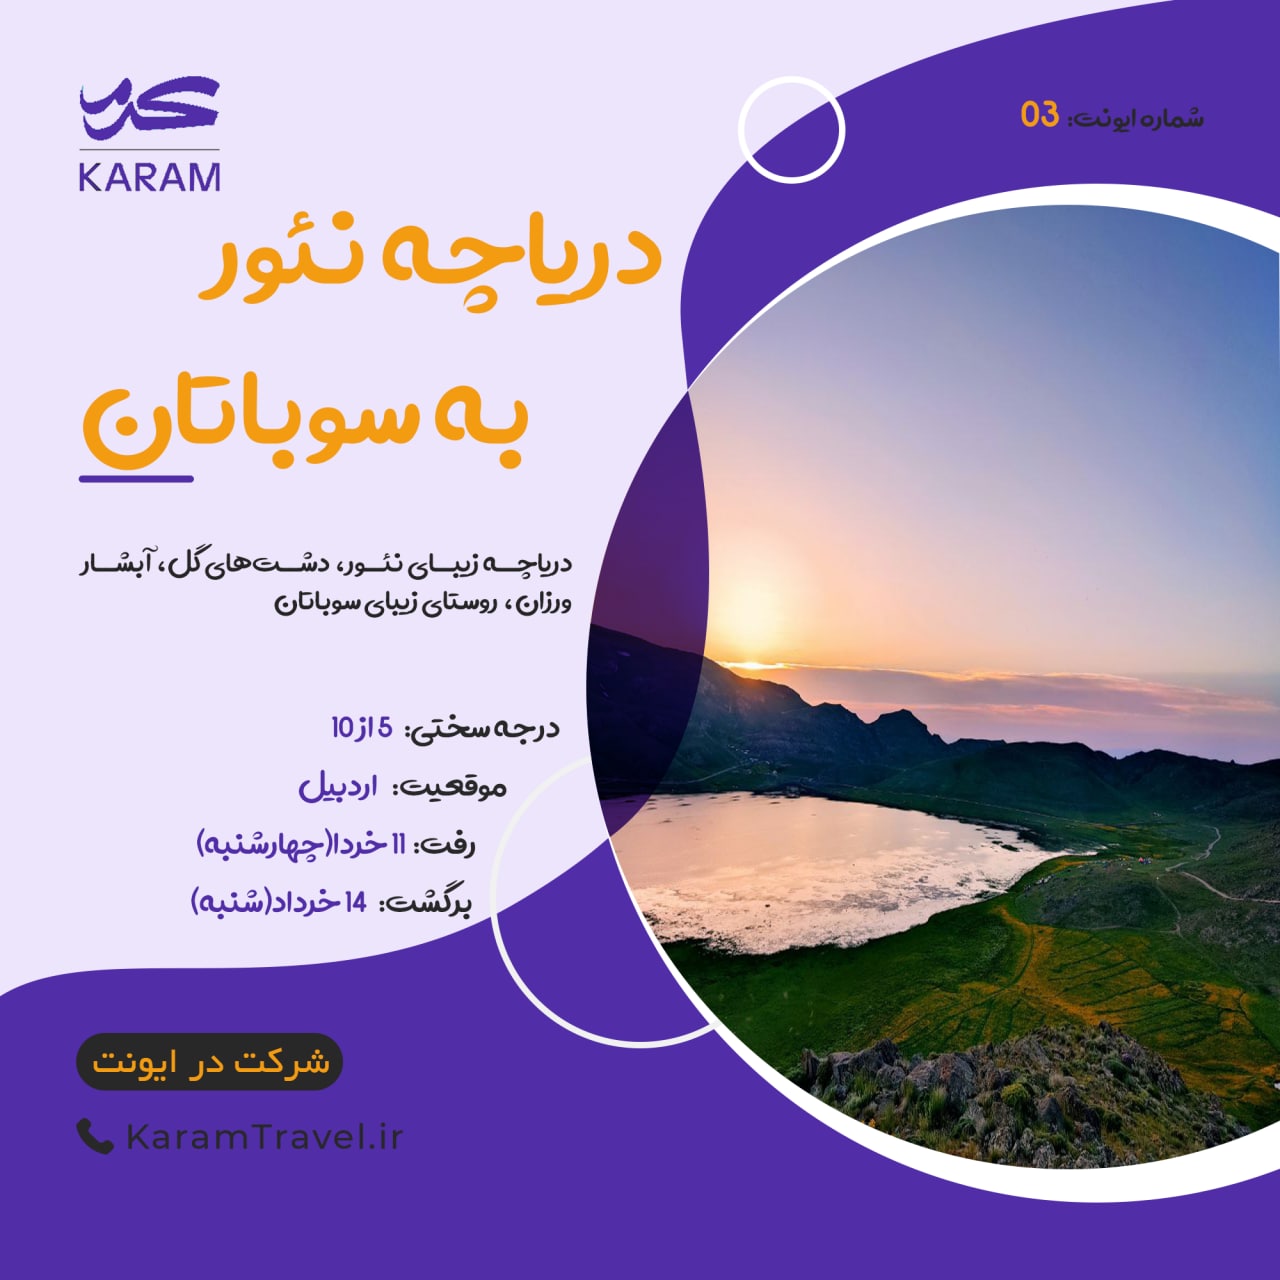 کرم
KARAM
شماره ایونت: 03
دریاچه نئور
به سوباتان
دریاچه زیبای نئور، دشت‌های گل، آبشار
ورزان، روستای زیبای سوباتان
درجه سختی: 5 از 10
موقعیت: اردبیل
رفت: 11 خردا(چهارشنبه)
برگشت: 14 خرداد(شنبه)
شرکت در ایونت
KaramTravel.ir